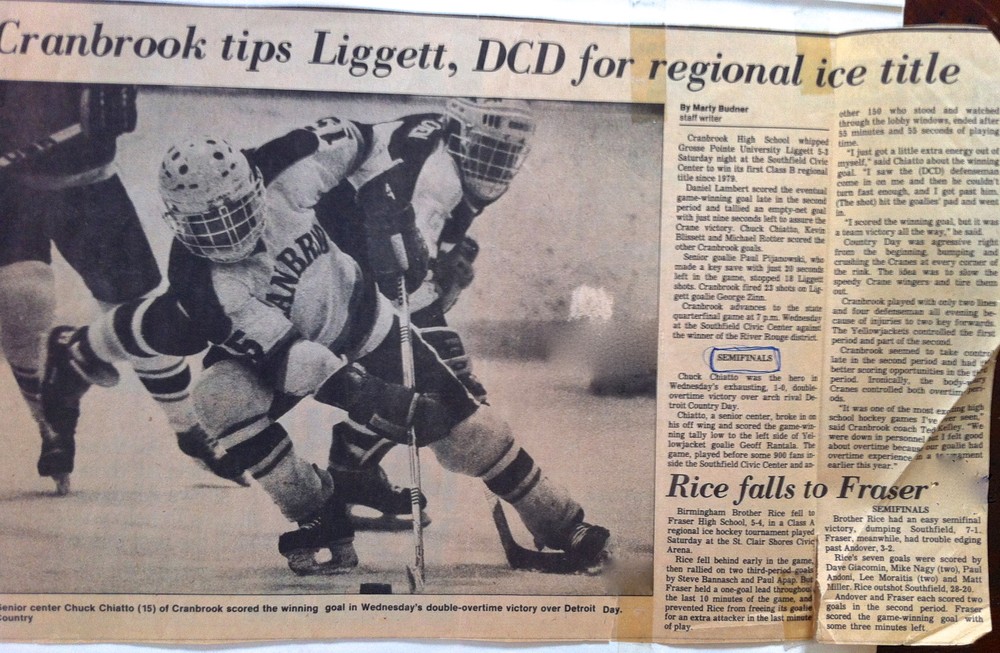 Cranbrook tips Liggett, DCD for regional ice title
CRANBROO
15
Senior center Chuck Chiatto (15) of Cranbrook scored the winning goal in Wednesday's double-overtime victory over Detroit Day.
Country
By Marty Budner
staff writer
Cranbrook High School whipped
Grosse Pointe University Liggett 5-3
Saturday night at the Southfield Civic
Center to win its first Class B regional
title since 1979.
Daniel Lambert scored the eventual
game-winning goal late in the second
period and tallied an empty-net goal
with just nine seconds left to assure the
Crane victory. Chuck Chiatto, Kevin
Blissett and Michael Rotter scored the
other Cranbrook goals.
Senior goalie Paul Pijanowski, who
made a key save with just 20 seconds
left in the game, stopped 18 Liggett
shots. Cranbrook fired 23 shots on Lig-
gett goalie George Zinn.
Cranbrook advances to the state
quarterfinal game at 7 p.m. Wednesday
at the Southfield Civic Center against
the winner of the River Rouge district.
SEMIFINALS
Chuck Chiatto was the hero in
Wednesday's exhausting, 1-0, double-
overtime victory over arch rival De-
troit Country Day.
Chiatto, a senior center, broke in on
his off wing and scored the game-win-
ning tally low to the left side of Yel-
lowjacket goalie Geoff Rantala. The
game, played before some 900 fans in-
side the Southfield Civic Center and an-
other 150 who stood and watched
through the lobby windows, ended after
53 minutes and 55 seconds of playing
time.
"I just got a little extra energy out of
myself," said Chiatto about the winning
goal. "I saw the (DCD) defenseman
come in on me and then he couldn't
turn fast enough, and I got past him.
(The shot) hit the goalies' pad and went
in.
"I scored the winning goal, but it was
a team victory all the way," he said.
Country Day was agressive right
from the beginning, bumping and
crushing the Cranes at every corner of
the rink. The idea was to slow the
speedy Crane wingers and tire them
out.
Cranbrook played with only two lines
and four defenseman all evening be-
cause of injuries to two key forwards.
The Yellowjackets controlled the first
period and part of the second.
Cranbrook seemed to take control
late in the second period and had
better scoring opportunities in the
period. Ironically, the body-
Cranes controlled both overtime peri-
ods.
"It was one of the most exciting high
school hockey games I've ever seen,"
said Cranbrook coach Ted Kelley. "We
were down in personnel but I felt good
about overtime because our goalie had
overtime experience in a tournament
earlier this year."
Rice falls to Fraser
Birmingham Brother Rice fell to
Fraser High School, 5-4, in a Class A
regional ice hockey tournament played
Saturday at the St. Clair Shores Civic
Arena.
Rice fell behind early in the game,
then rallied on two third-period goals
by Steve Bannasch and Paul Apap. But
Fraser held a one-goal lead throughout
the last 10 minutes of the game, and
prevented Rice from freeing its goalie
for an extra attacker in the last minute
of play.
SEMIFINALS
Brother Rice had an easy semifinal
victory, dumping Southfield, 7-1.
Fraser, meanwhile, had trouble edging
past Andover, 3-2.
Rice's seven goals were scored by
Dave Giacomin, Mike Nagy (two), Paul
Andoni, Lee Moraitis (two) and Matt
Miller. Rice outshot Southfield, 28-20.
Andover and Fraser each scored two
goals in the second period. Fraser
scored the game-winning goal with
some three minutes left.